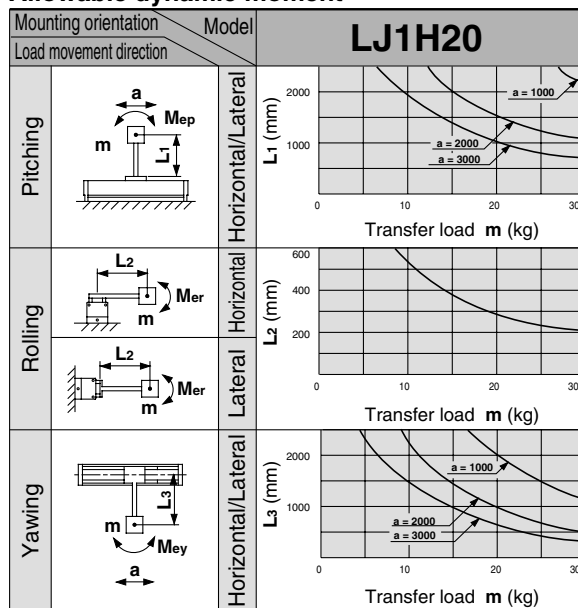 Allowable dynamic moment
Mounting orientation
Model
Load movement direction
LJ1H20
Pitching
a
Mep
m
L1
Horizontal/Lateral
L1 (mm)
2000
1000
a = 1000
a = 2000
a = 3000
0 10 20 30
Transfer load m (kg)
Rolling
L2
Mer
m
Horizontal
L2
Mer
m
Lateral
L2 (mm)
600
400
200
0 10 20 30
Transfer load m (kg)
Yawing
L3
m
Mey
a
Horizontal/Lateral
L3 (mm)
2000
1000
a = 1000
a = 2000
a = 3000
0 10 20 30
Transfer load m (kg)